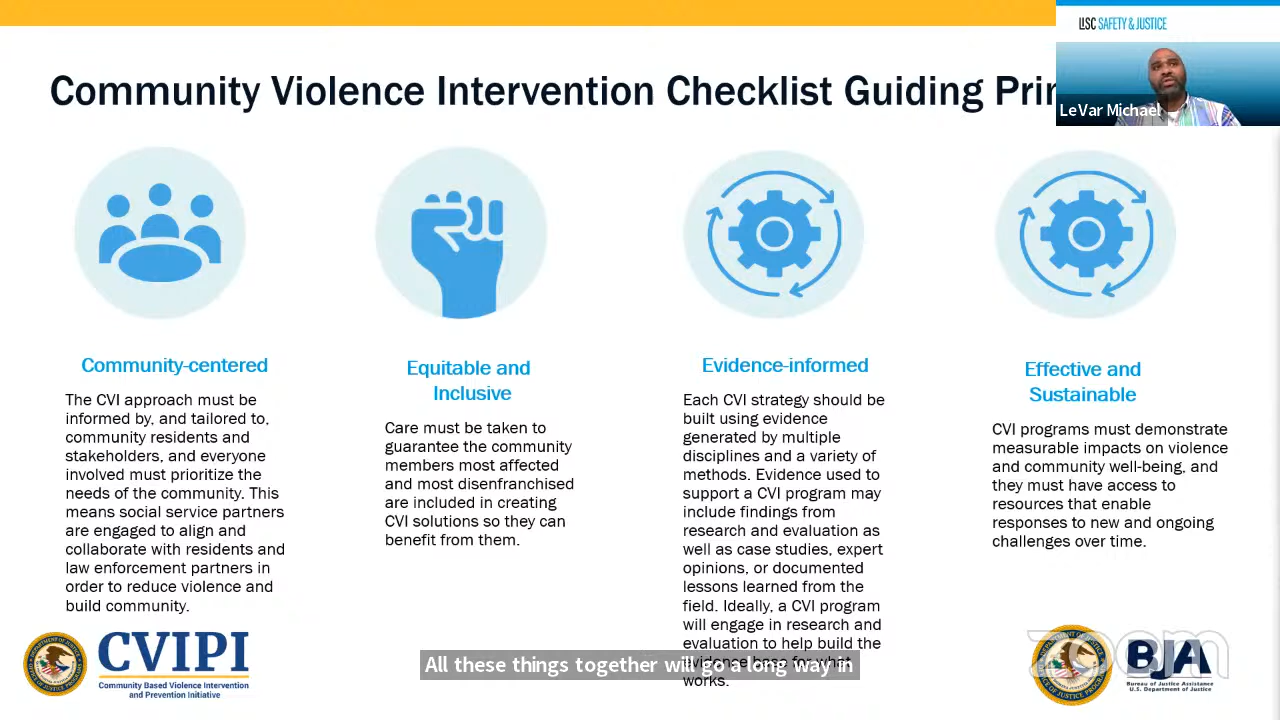 LISC SAFETY & JUSTICE
Community Violence Intervention Checklist Guiding Prin
LeVar Michael
Community-centered
The CVI approach must be
informed by, and tailored to,
community residents and
stakeholders, and everyone
involved must prioritize the
needs of the community. This
means social service partners
are engaged to align and
collaborate with residents and
law enforcement partners in
order to reduce violence and
build community.
Equitable and
Inclusive
Care must be taken to
guarantee the community
members most affected
and most disenfranchised
are included in creating
CVI solutions so they can
benefit from them.
Evidence-informed
Each CVI strategy should be
built using evidence
generated by multiple
disciplines and a variety of
methods. Evidence used to
support a CVI program may
include findings from
research and evaluation as
well as case studies, expert
opinions, or documented
lessons learned from the
field. Ideally, a CVI program
will engage in research and
evaluation to help build the
works.
Effective and
Sustainable
CVI programs must demonstrate
measurable impacts on violence
and community well-being, and
they must have access to
resources that enable
responses to new and ongoing
challenges over time.
CVIPI
Community Based Violence Intervention
and Prevention Initiative
All these things together will go a long way in
zoom
BJA
Bureau of Justice Assistance
U.S. Department of Justice